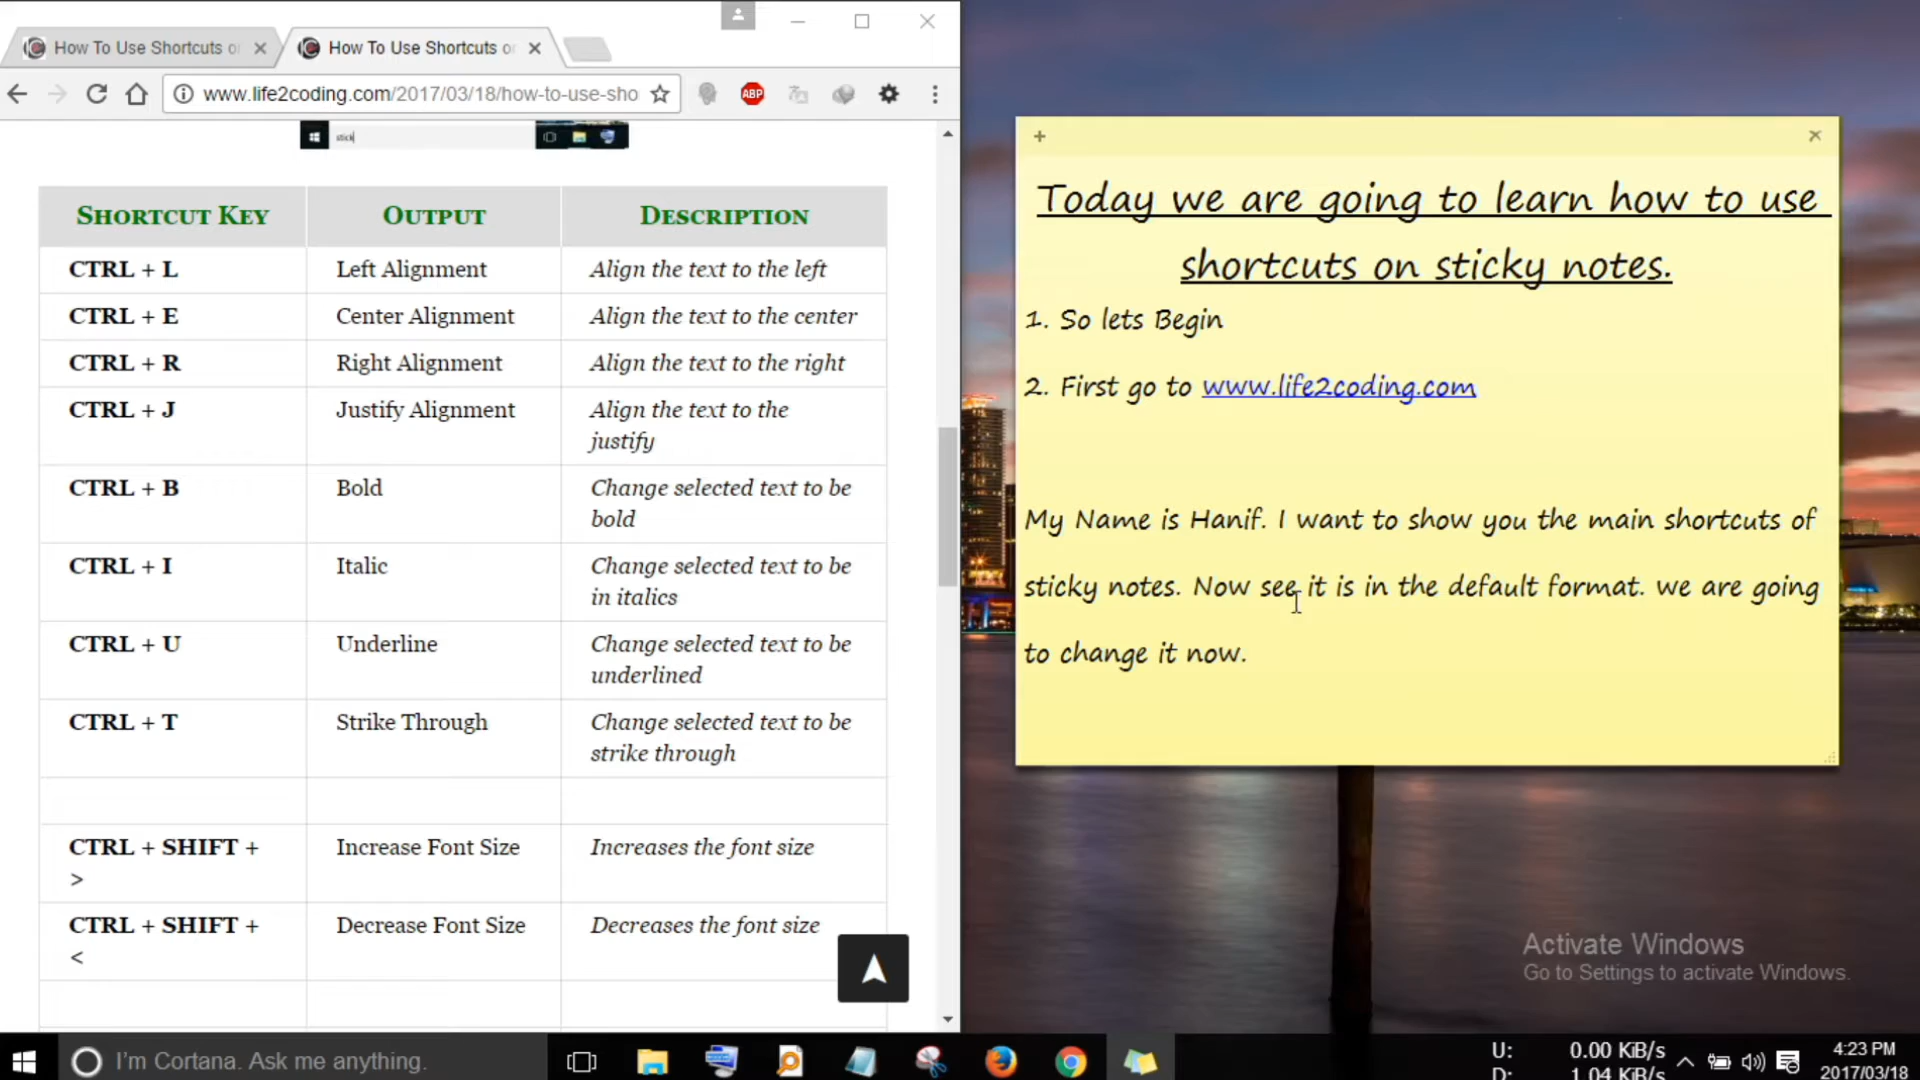 How To Use Shortcuts o
How To Use Shortcuts o
www.life2coding.com/2017/03/18/how-to-use-sho
ABP
stick
SHORTCUT KEY OUTPUT DESCRIPTION
CTRL + L Left Alignment Align the text to the left
CTRL + E Center Alignment Align the text to the center
CTRL + R Right Alignment Align the text to the right
CTRL + J Justify Alignment Align the text to the
justify
CTRL + B Bold Change selected text to be
bold
CTRL + I Italic Change selected text to be
in italics
CTRL + U Underline Change selected text to be
underlined
CTRL + T Strike Through Change selected text to be
strike through
CTRL + SHIFT + Increase Font Size Increases the font size
>
CTRL + SHIFT + Decrease Font Size Decreases the font size
<
Today we are going to learn how to use
shortcuts on sticky notes.
1. So lets Begin
2. First go to www.life2coding.com
My Name is Hanif. I want to show you the main shortcuts of
sticky notes. Now see it is in the default format. we are going
to change it now.
Activate Windows
Go to Settings to activate Windows.
I'm Cortana. Ask me anything.
U: 0.00 KiB/s
D: 1.04 KiB/s
4:23 PM
2017/03/18